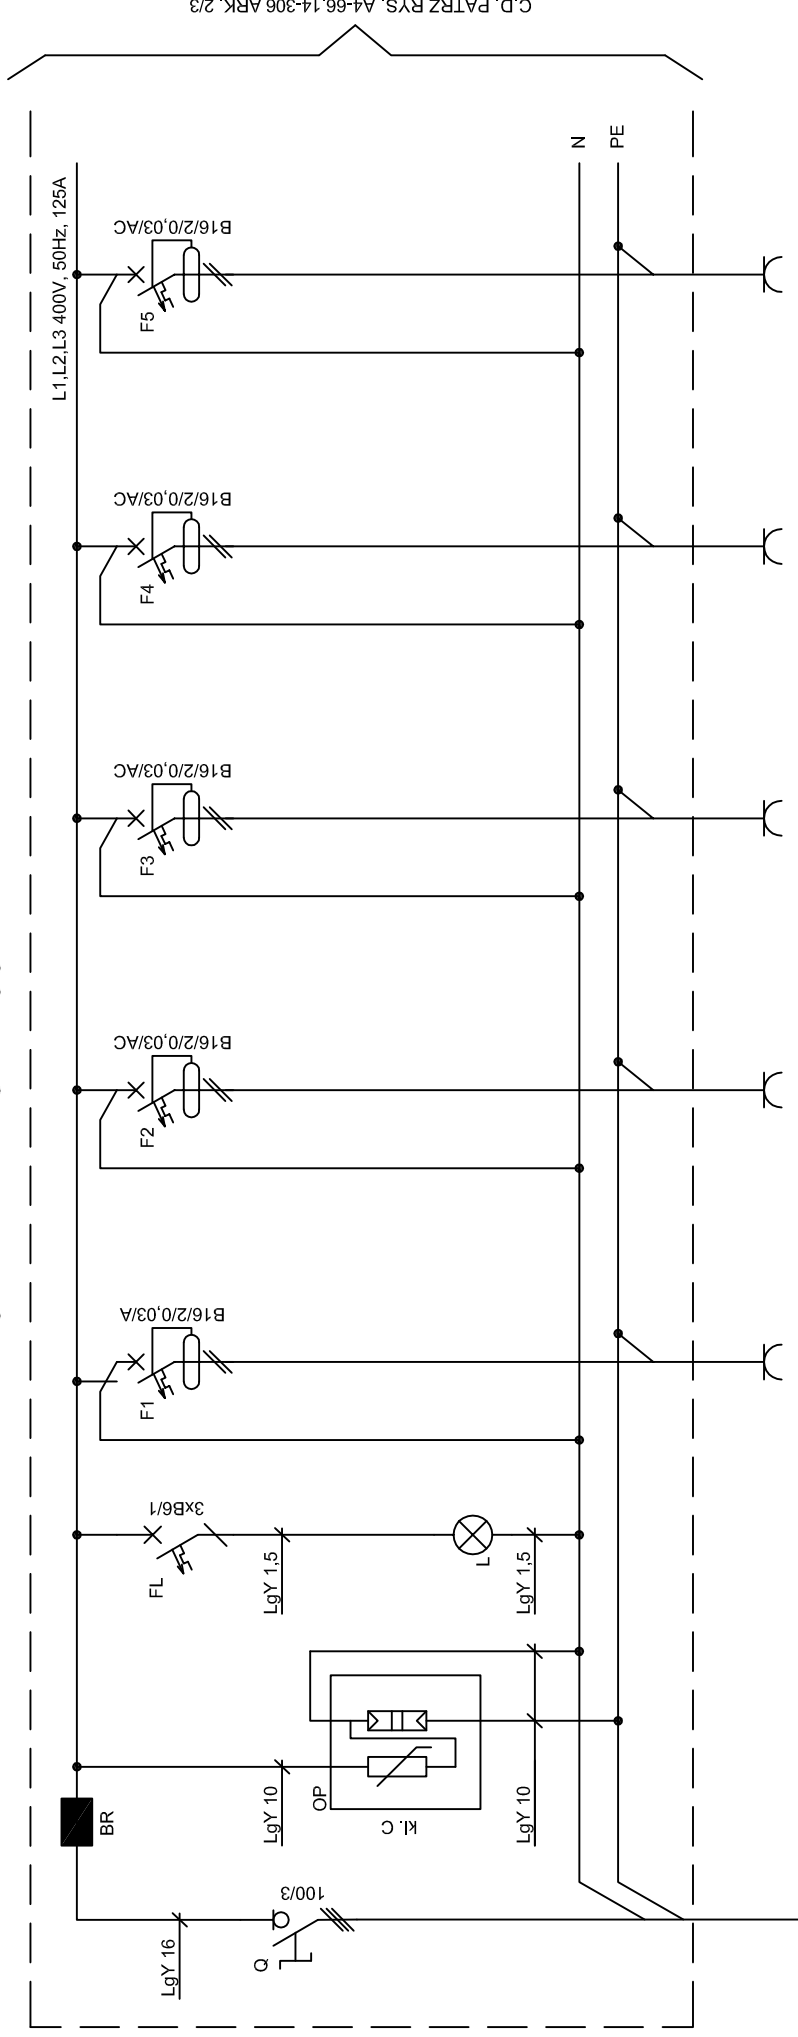 C.D. PATRZ RYS. A4-66.14-306 ARK. 2/3
L1,L2,L3 400V, 50Hz, 125A
N
PE
B16/2/0,03/AC
F5
B16/2/0,03/AC
F4
B16/2/0,03/AC
F3
B16/2/0,03/AC
F2
B16/2/0,03/A
F1
3xB6/1
FL
LgY 1,5
L
LgY 1,5
OP
kl. C
LgY 10
LgY 10
BR
100/3
Q
LgY 16